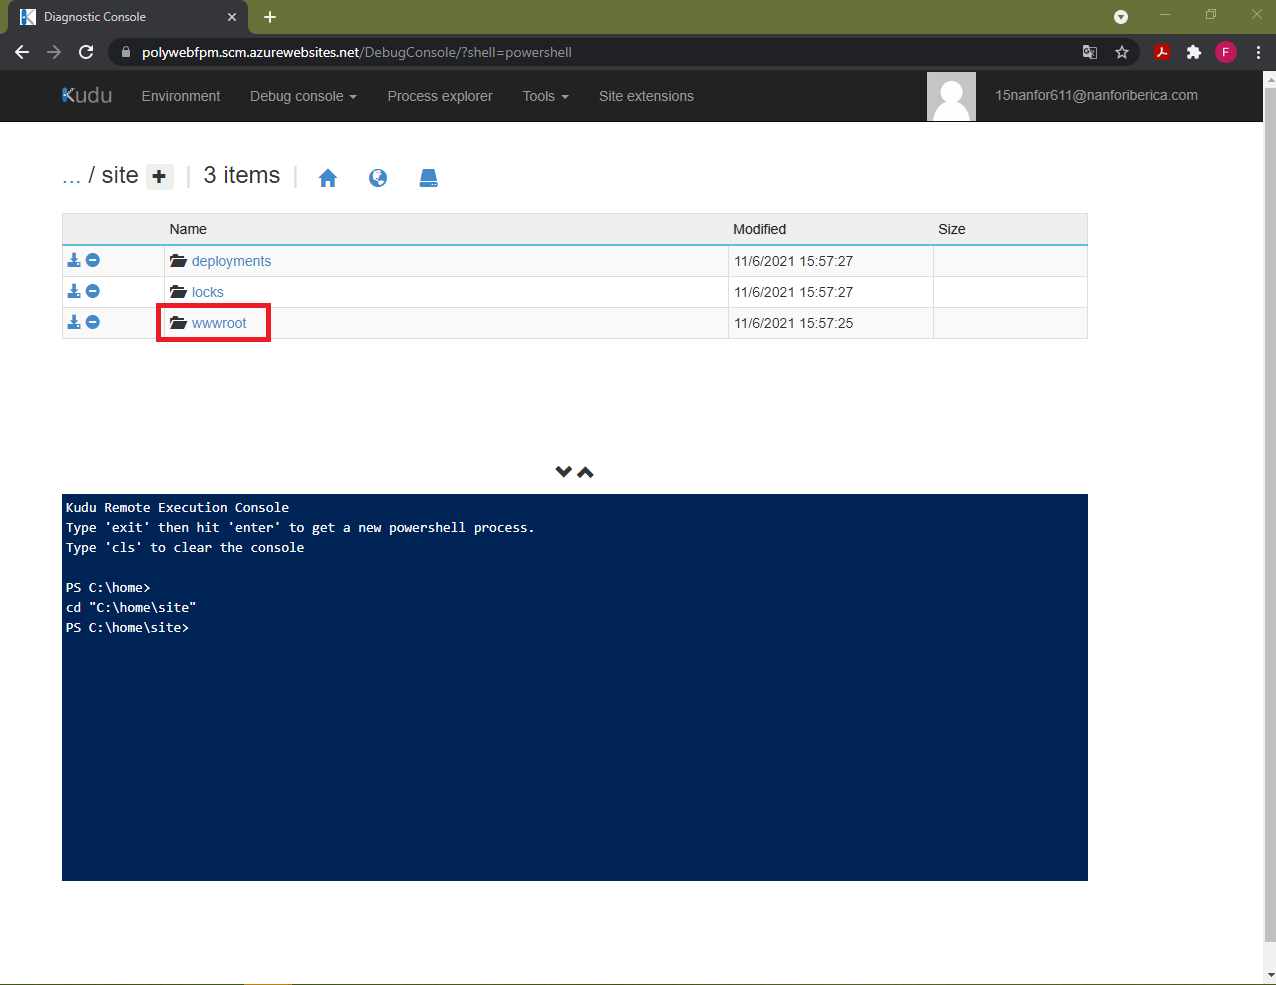 Diagnostic Console
polywebfpm.scm.azurewebsites.net/DebugConsole/?shell=powershell
F
Kudu Environment Debug console Process explorer Tools Site extensions 15nanfor611@nanforiberica.com
... / site + | 3 items |
Name Modified Size
deployments 11/6/2021 15:57:27
locks 11/6/2021 15:57:27
wwwroot 11/6/2021 15:57:25
Kudu Remote Execution Console
Type 'exit' then hit 'enter' to get a new powershell process.
Type 'cls' to clear the console
PS C:\home>
cd "C:\home\site"
PS C:\home\site>